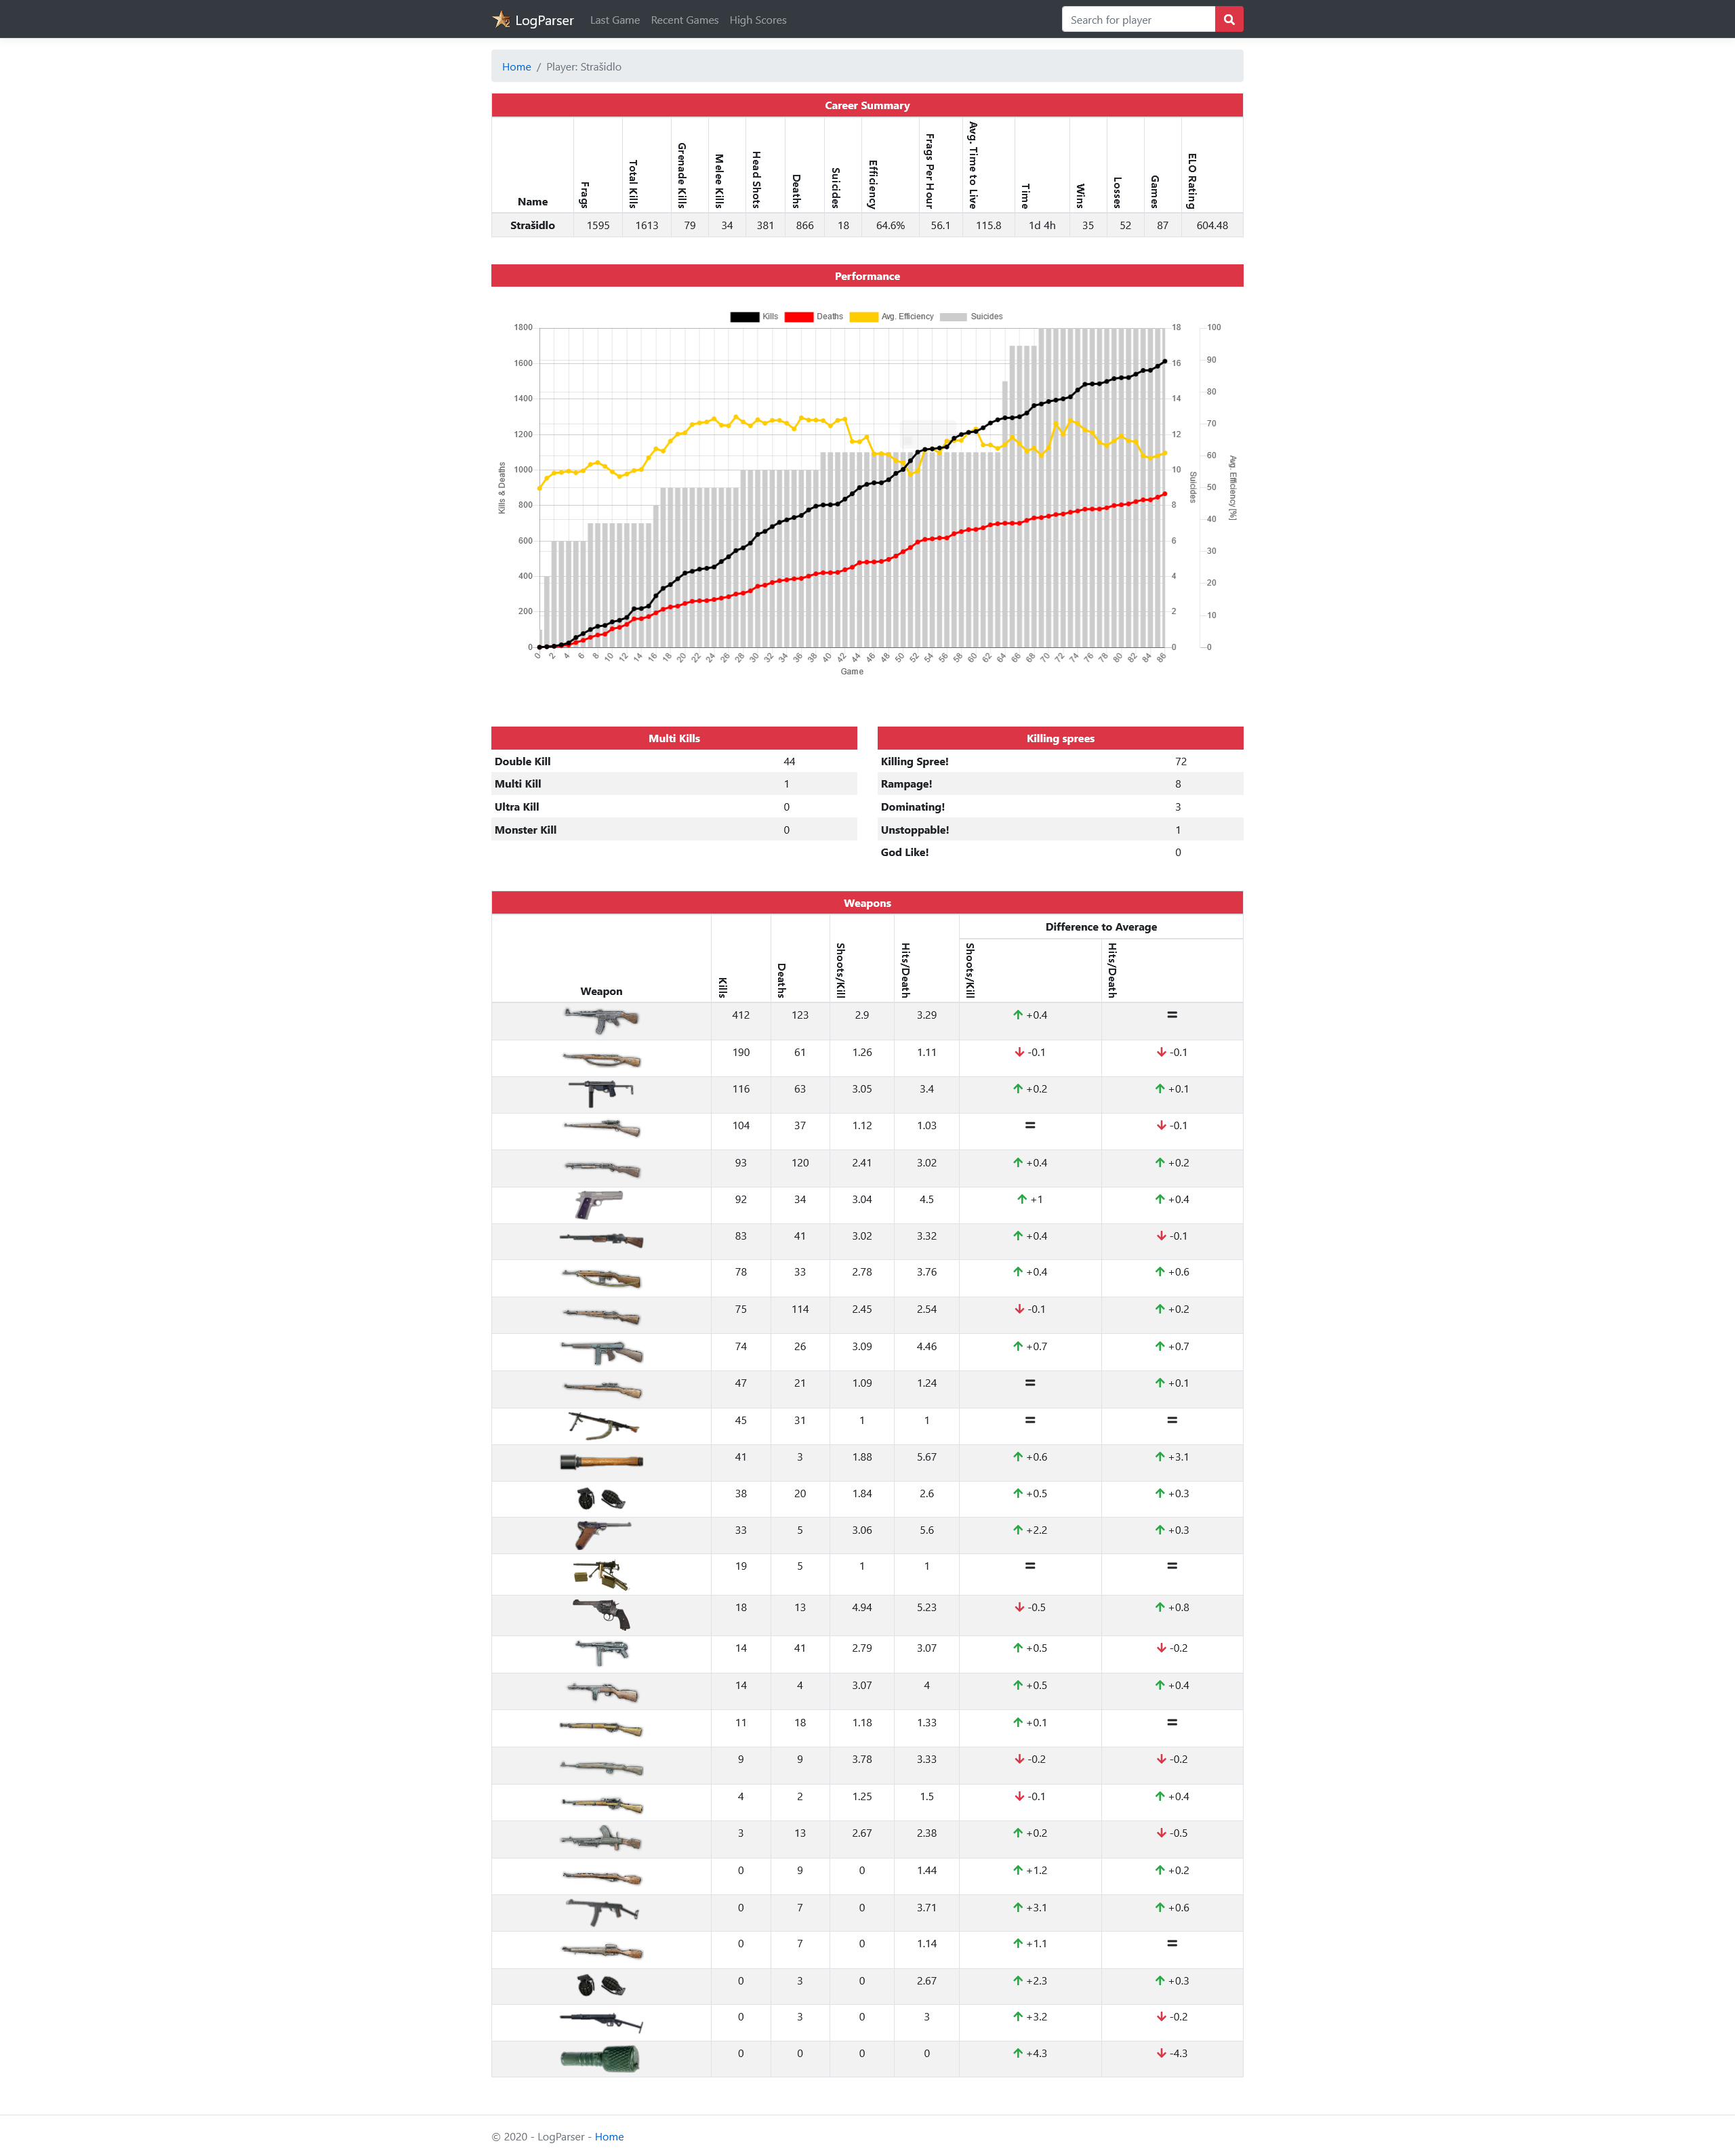 LogParser Last Game Recent Games High Scores Search for player
Home / Player: Strašidlo
Career Summary
Name Frags Total Kills Grenade Kills Melee Kills Head Shots Deaths Suicides Efficiency Frags Per Hour Avg. Time to Live Time Wins Losses Games ELO Rating
Strašidlo 1595 1613 79 34 381 866 18 64.6% 56.1 115.8 1d 4h 35 52 87 604.48
Performance
Kills Deaths Avg. Efficiency Suicides
1800 18 100
1600 16 90
1400 14 80
1200 12 70
1000 10 60
800 8 50
600 6 40
400 4 30
200 2 20
0 0 10
0
Kills & Deaths
Suicides
Avg. Efficiency [%]
0 2 4 6 8 10 12 14 16 18 20 22 24 26 28 30 32 34 36 38 40 42 44 46 48 50 52 54 56 58 60 62 64 66 68 70 72 74 76 78 80 82 84 86
Game
Multi Kills
Double Kill 44
Multi Kill 1
Ultra Kill 0
Monster Kill 0
Killing sprees
Killing Spree! 72
Rampage! 8
Dominating! 3
Unstoppable! 1
God Like! 0
Weapons
Difference to Average
Weapon Kills Deaths Shoots/Kill Hits/Death Shoots/Kill Hits/Death
412 123 2.9 3.29 +0.4 =
190 61 1.26 1.11 -0.1 -0.1
116 63 3.05 3.4 +0.2 +0.1
104 37 1.12 1.03 = -0.1
93 120 2.41 3.02 +0.4 +0.2
92 34 3.04 4.5 +1 +0.4
83 41 3.02 3.32 +0.4 -0.1
78 33 2.78 3.76 +0.4 +0.6
75 114 2.45 2.54 -0.1 +0.2
74 26 3.09 4.46 +0.7 +0.7
47 21 1.09 1.24 = +0.1
45 31 1 1 = =
41 3 1.88 5.67 +0.6 +3.1
38 20 1.84 2.6 +0.5 +0.3
33 5 3.06 5.6 +2.2 +0.3
19 5 1 1 = =
18 13 4.94 5.23 -0.5 +0.8
14 41 2.79 3.07 +0.5 -0.2
14 4 3.07 4 +0.5 +0.4
11 18 1.18 1.33 +0.1 =
9 9 3.78 3.33 -0.2 -0.2
4 2 1.25 1.5 -0.1 +0.4
3 13 2.67 2.38 +0.2 -0.5
0 9 0 1.44 +1.2 +0.2
0 7 0 3.71 +3.1 +0.6
0 7 0 1.14 +1.1 =
0 3 0 2.67 +2.3 +0.3
0 3 0 3 +3.2 -0.2
0 0 0 0 +4.3 -4.3
© 2020 - LogParser - Home